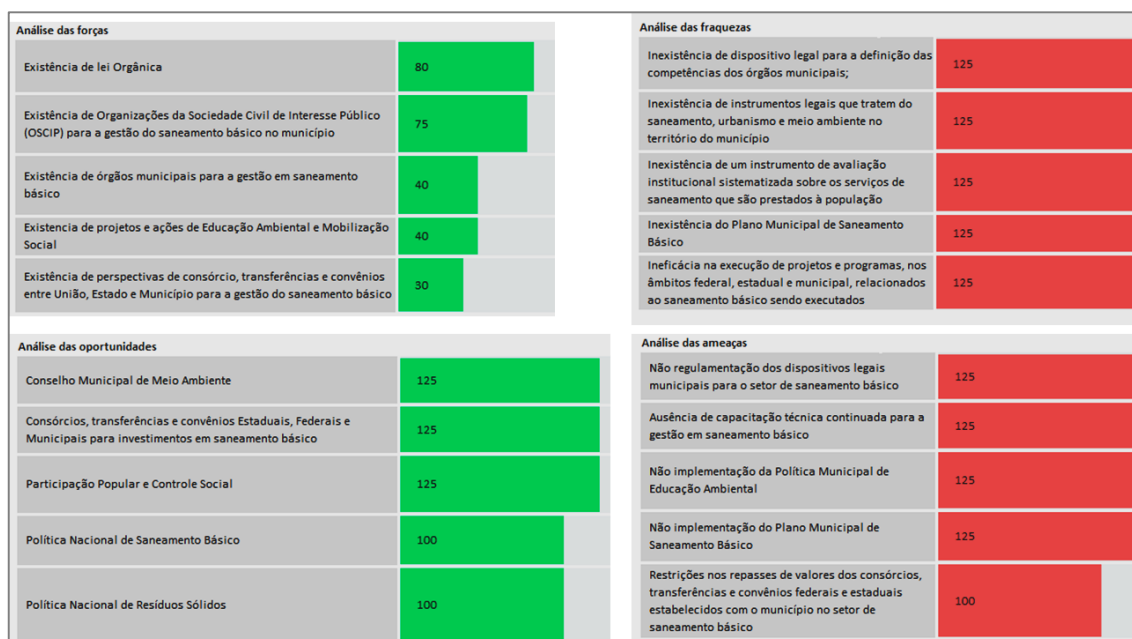 Análise das forças
Existência de lei Orgânica
80
Existência de Organizações da Sociedade Civil de Interesse Público
(OSCIP) para a gestão do saneamento básico no município
75
Existência de órgãos municipais para a gestão em saneamento
básico
40
Existencia de projetos e ações de Educação Ambiental e Mobilização
Social
40
Existência de perspectivas de consórcio, transferências e convênios
entre União, Estado e Município para a gestão do saneamento básico
30
Análise das fraquezas
Inexistência de dispositivo legal para a definição das
competências dos órgãos municipais;
125
Inexistência de instrumentos legais que tratem do
saneamento, urbanismo e meio ambiente no
território do município
125
Inexistência de um instrumento de avaliação
institucional sistematizada sobre os serviços de
saneamento que são prestados à população
125
Inexistência do Plano Municipal de Saneamento
Básico
125
Ineficácia na execução de projetos e programas, nos
âmbitos federal, estadual e municipal, relacionados
ao saneamento básico sendo executados
125
Análise das oportunidades
Conselho Municipal de Meio Ambiente
125
Consórcios, transferências e convênios Estaduais, Federais e
Municipais para investimentos em saneamento básico
125
Participação Popular e Controle Social
125
Política Nacional de Saneamento Básico
100
Política Nacional de Resíduos Sólidos
100
Análise das ameaças
Não regulamentação dos dispositivos legais
municipais para o setor de saneamento básico
125
Ausência de capacitação técnica continuada para a
gestão em saneamento básico
125
Não implementação da Política Municipal de
Educação Ambiental
125
Não implementação do Plano Municipal de
Saneamento Básico
125
Restrições nos repasses de valores dos consórcios,
transferências e convênios federais e estaduais
estabelecidos com o município no setor de
saneamento básico
100